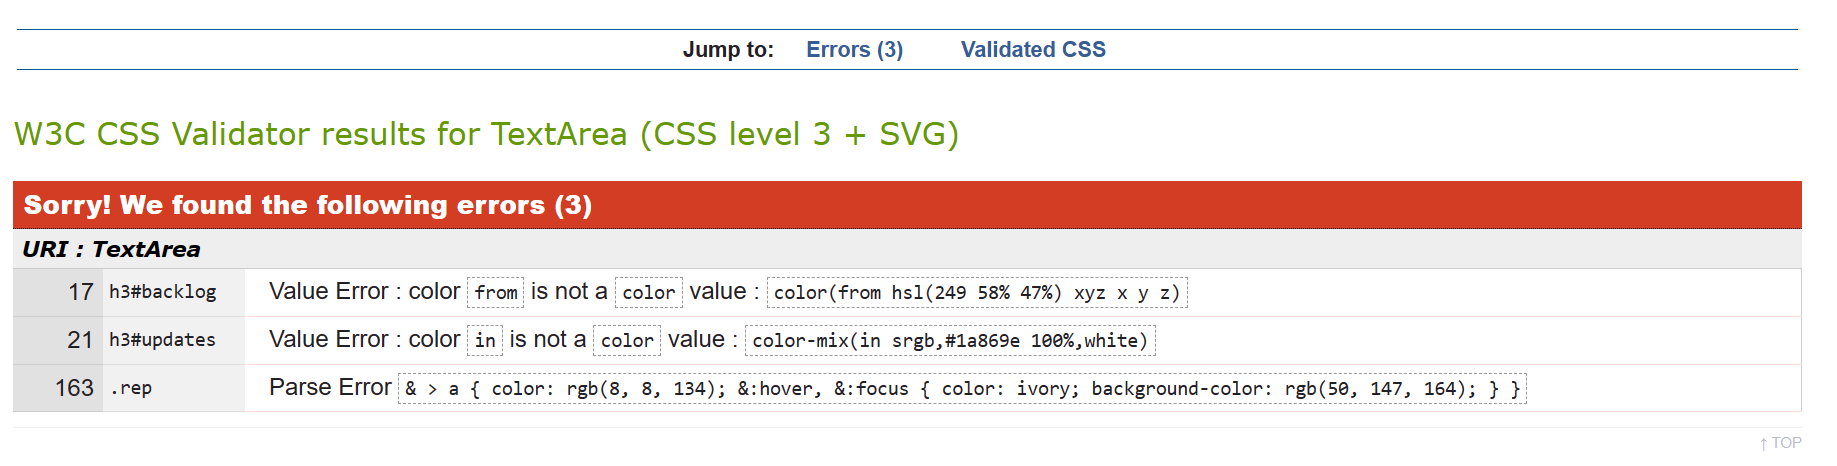 Jump to: Errors (3) Validated CSS
W3C CSS Validator results for TextArea (CSS level 3 + SVG)
Sorry! We found the following errors (3)
URI : TextArea
17 h3#backlog Value Error : color from is not a color value : color(from hsl(249 58% 47%) xyz x y z)
21 h3#updates Value Error : color in is not a color value : color-mix(in srgb,#1a869e 100%,white)
163 .rep Parse Error & > a { color: rgb(8, 8, 134); &:hover, &:focus { color: ivory; background-color: rgb(50, 147, 164); } }
↑ TOP